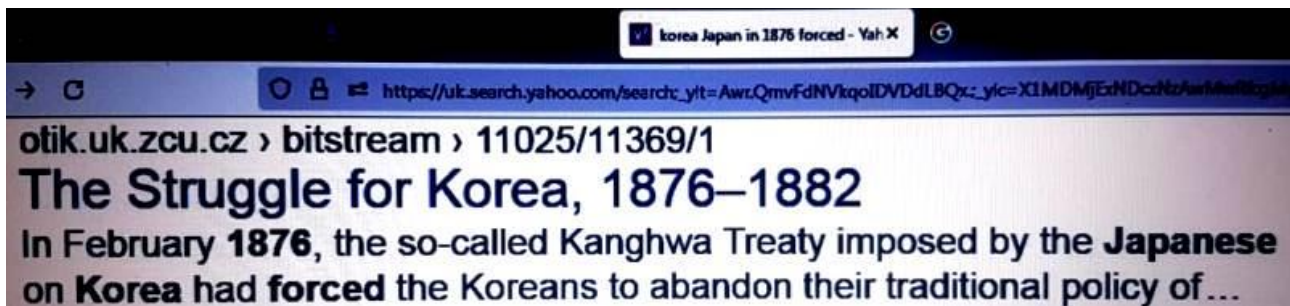 korea Japan in 1876 forced - Yah
otik.uk.zcu.cz › bitstream › 11025/11369/1
The Struggle for Korea, 1876–1882
In February 1876, the so-called Kanghwa Treaty imposed by the Japanese
on Korea had forced the Koreans to abandon their traditional policy of...